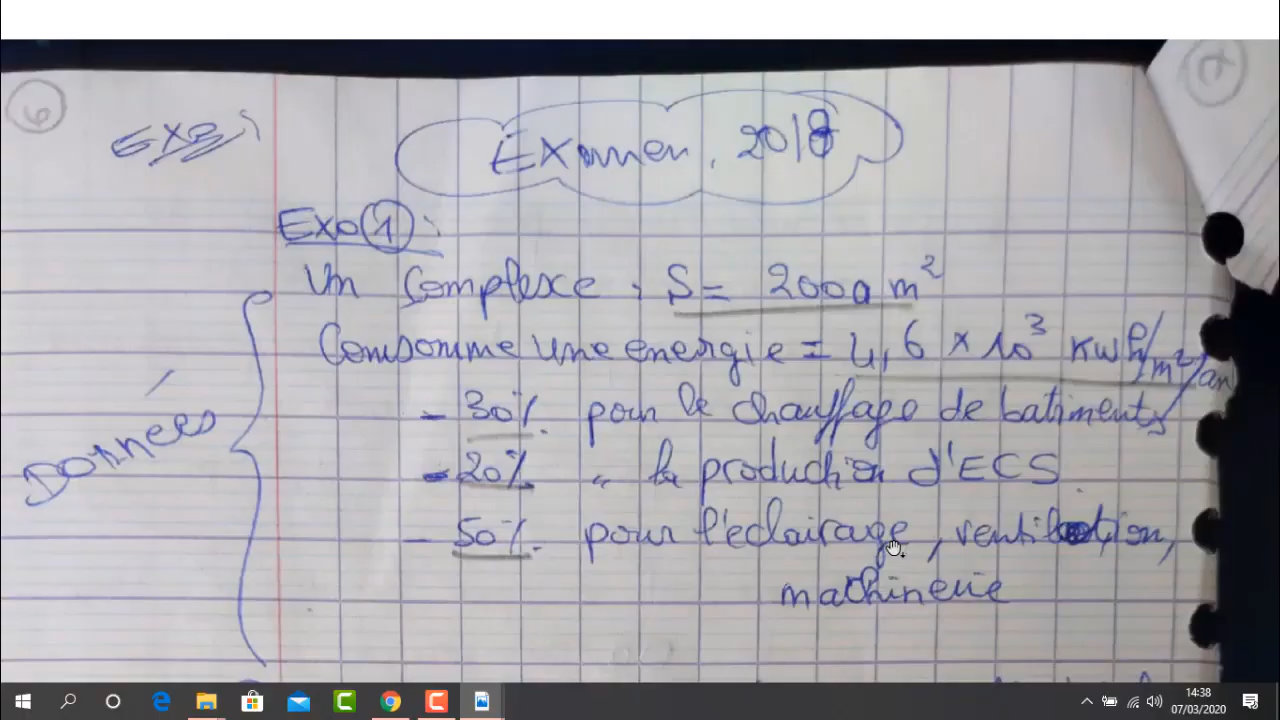 6
EXB
Examen, 2018
Exo 1 :
Un Complexe . S = 2000 m²
Consomme une energie = 4,6 × 10³ KWh/m²/an
Données
- 30% pour le chauffage de batiments
- 20% " la production d'ECS
- 50% pour l'eclairage, ventilation,
machinerie
14:38
07/03/2020